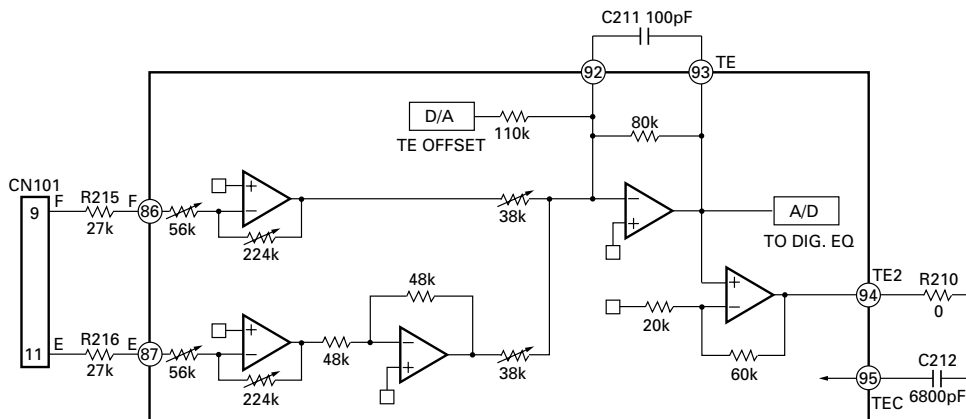 C211 100pF
92
93
TE
D/A
TE OFFSET
110k
80k
CN101
9
F
R215
27k
F
86
56k
+
−
224k
38k
−
+
A/D
TO DIG. EQ
48k
+
−
TE2
94
R210
0
20k
60k
11
E
R216
27k
E
87
56k
+
−
224k
48k
−
+
38k
95
TEC
C212
6800pF